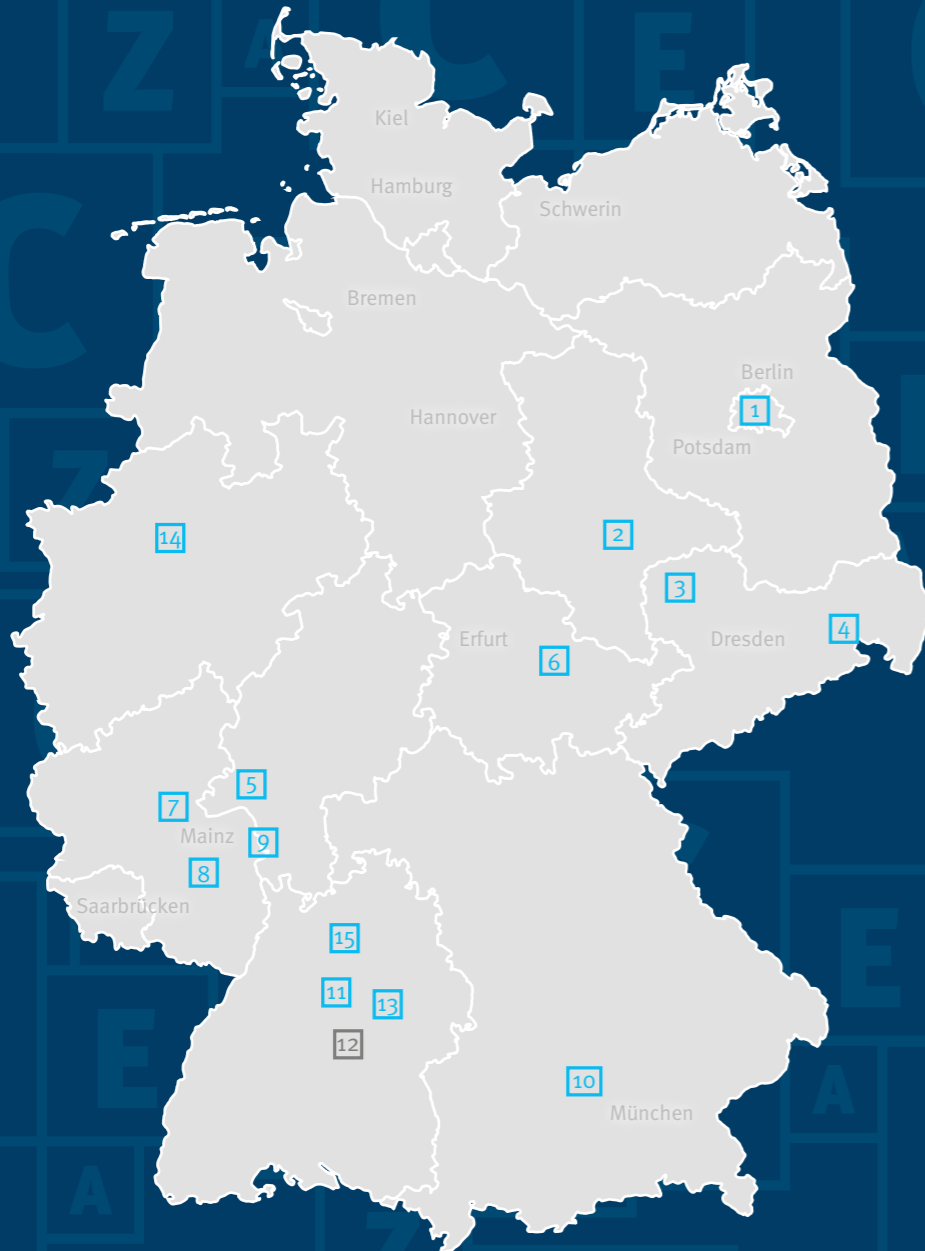 Z
A
C
E
Kiel
Hamburg
Schwerin
C
Bremen
Berlin
1
Hannover
Potsdam
Z
14
2
3
4
Erfurt
Dresden
6
5
7
Mainz
9
8
Saarbrücken
15
E
11
13
12
E
10
München
A
A
Z